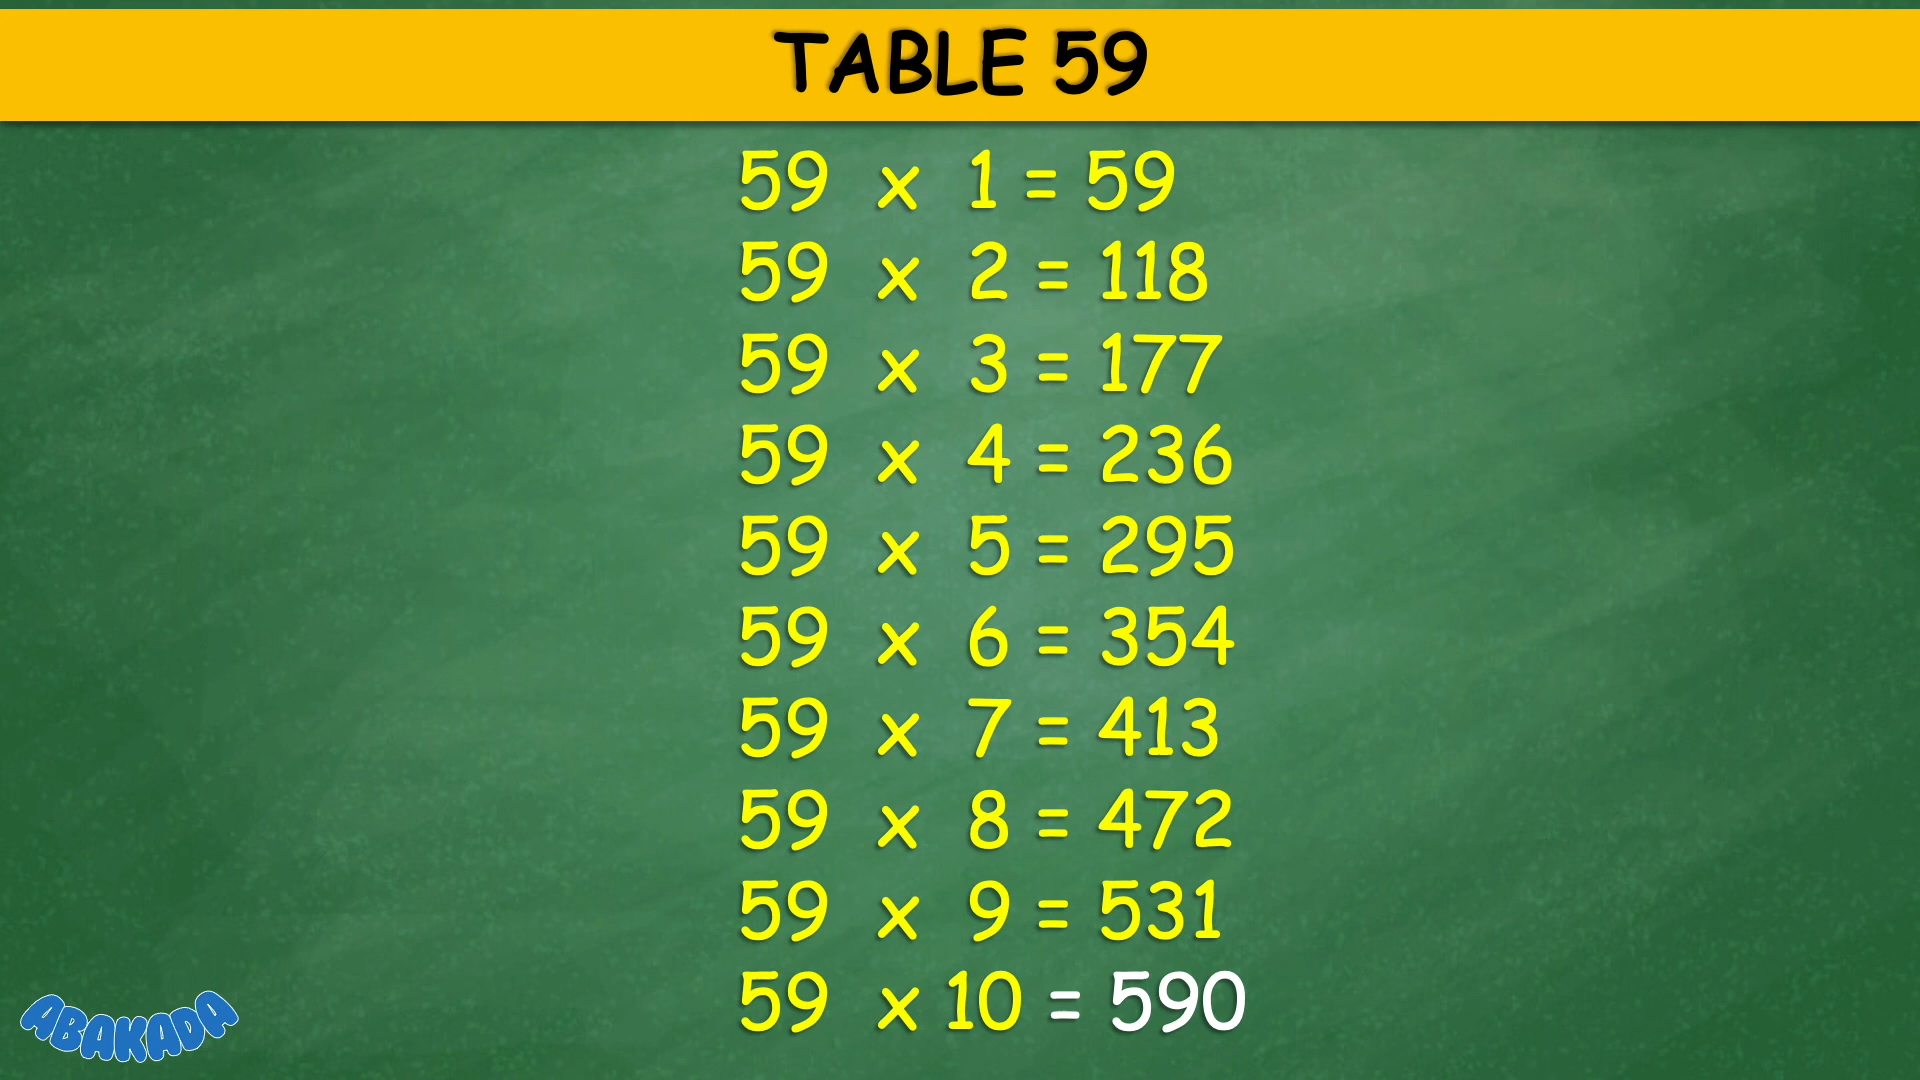 TABLE 59
59 x 1 = 59
59 x 2 = 118
59 x 3 = 177
59 x 4 = 236
59 x 5 = 295
59 x 6 = 354
59 x 7 = 413
59 x 8 = 472
59 x 9 = 531
59 x 10 = 590
ABAKADA